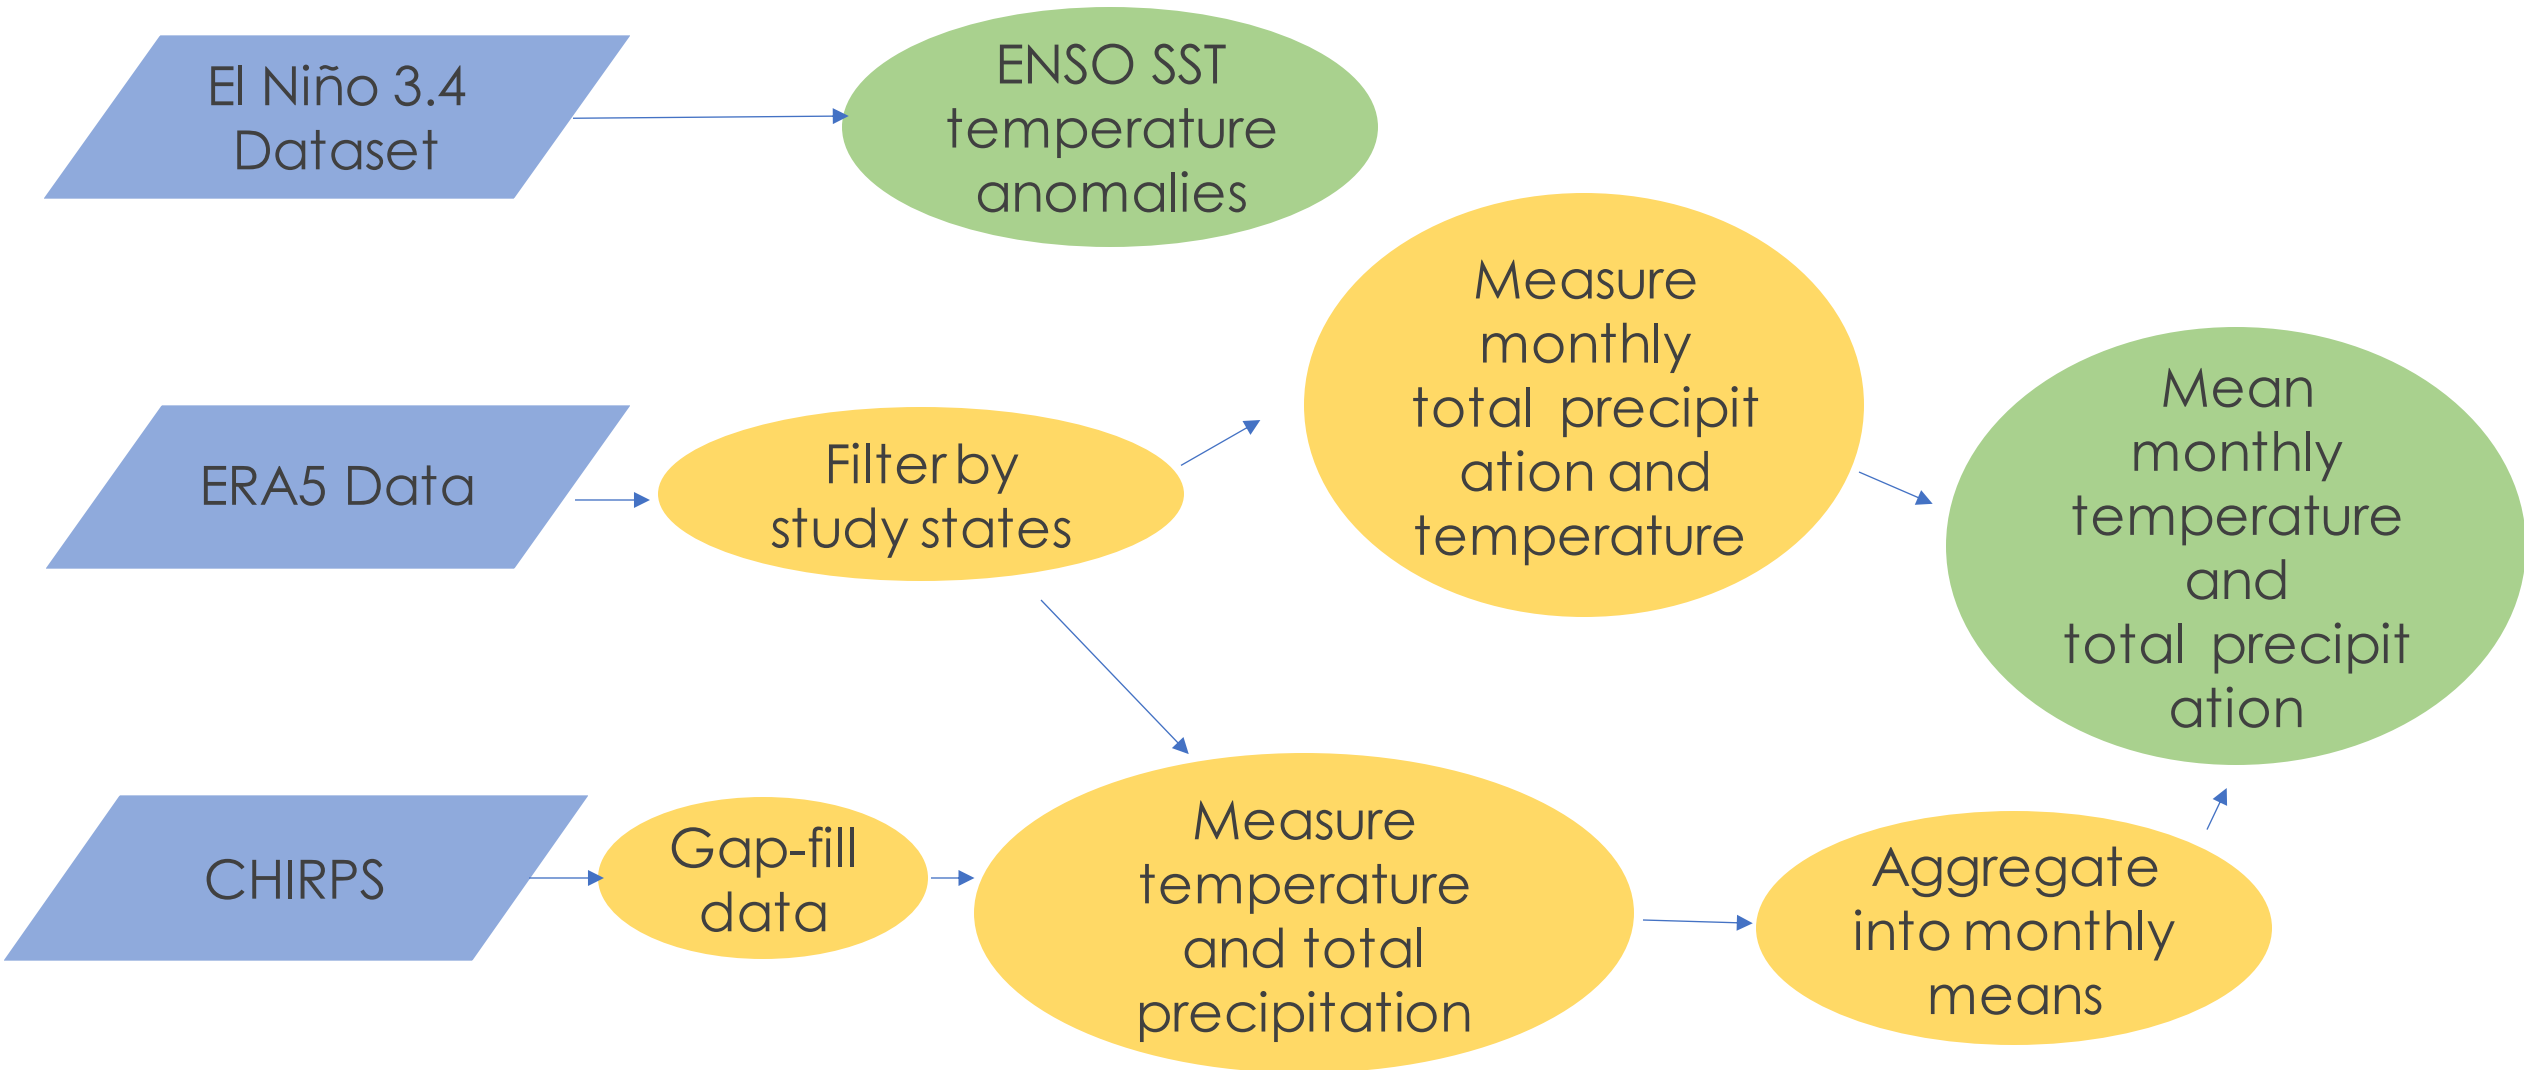 El Niño 3.4
Dataset
ENSO SST
temperature
anomalies
ERA5 Data
Filter by
study states
Measure
monthly
total precipit
ation and
temperature
Mean
monthly
temperature
and
total precipit
ation
CHIRPS
Gap-fill
data
Measure
temperature
and total
precipitation
Aggregate
into monthly
means